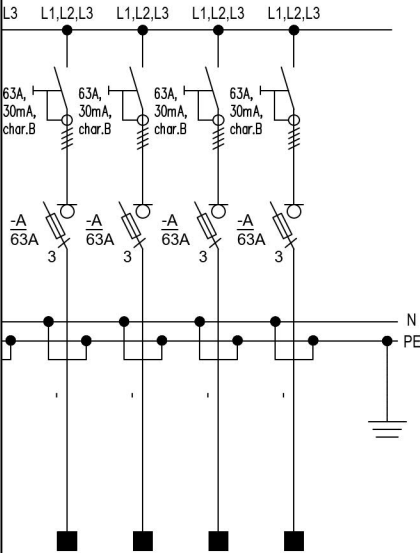 L3 L1,L2,L3 L1,L2,L3 L1,L2,L3 L1,L2,L3
63A, 63A, 63A, 63A,
30mA, 30mA, 30mA, 30mA,
char.B char.B char.B char.B
-A -A -A -A
63A 63A 63A 63A
3 3 3 3
N
PE